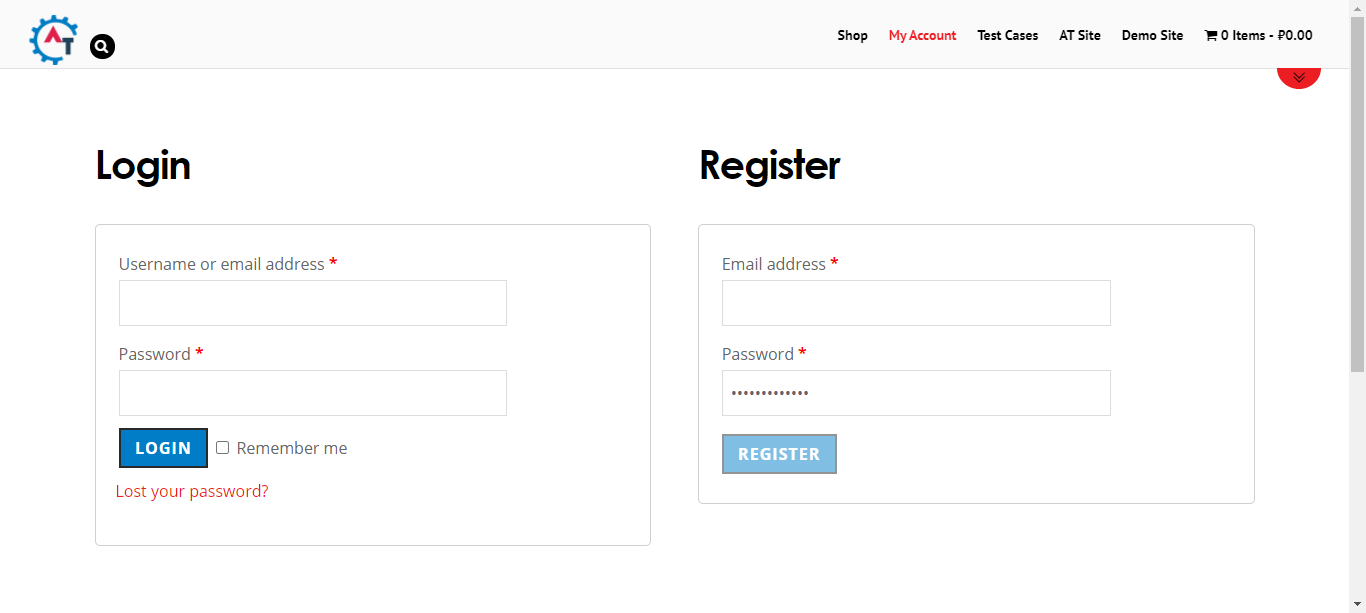 AT
Shop My Account Test Cases AT Site Demo Site 0 Items - ₽0.00
Login
Username or email address *
Password *
LOGIN Remember me
Lost your password?
Register
Email address *
Password *
•••••••••••••
REGISTER